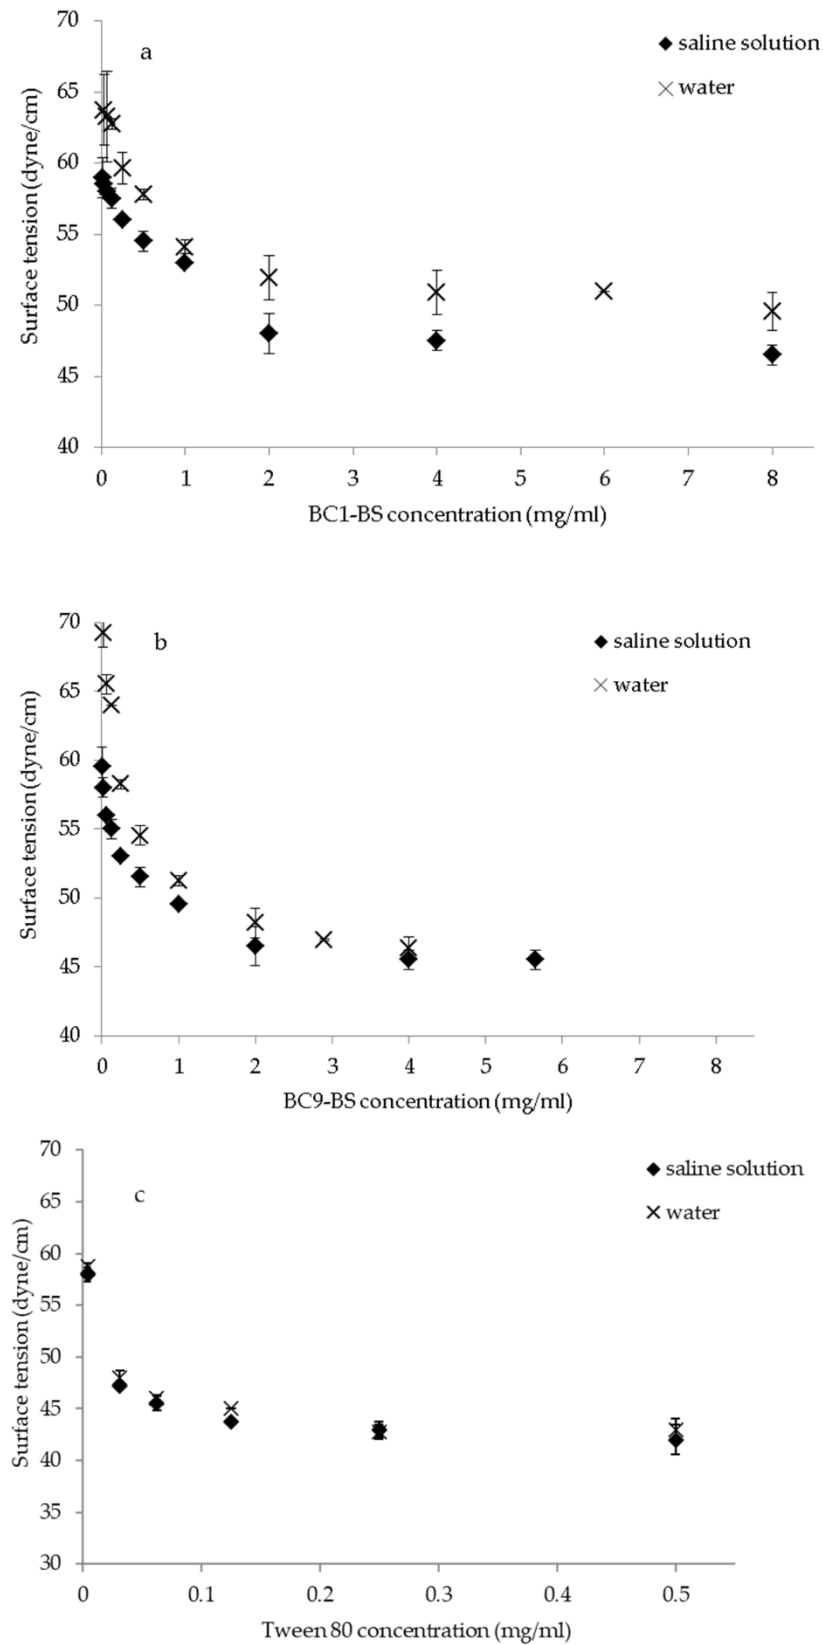 70
a
saline solution
65
water
60
55
50
45
40
Surface tension (dyne/cm)
0 1 2 3 4 5 6 7 8
BC1-BS concentration (mg/ml)
70
b
saline solution
65
water
60
55
50
45
40
Surface tension (dyne/cm)
0 1 2 3 4 5 6 7 8
BC9-BS concentration (mg/ml)
70
saline solution
65
c
water
60
55
50
45
40
35
30
Surface tension (dyne/cm)
0 0.1 0.2 0.3 0.4 0.5
Tween 80 concentration (mg/ml)